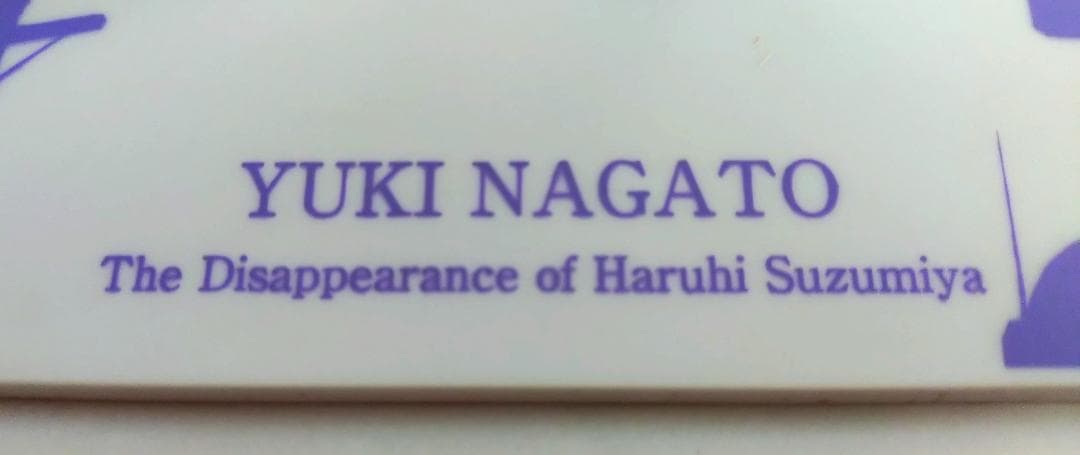 YUKI NAGATO
The Disappearance of Haruhi Suzumiya